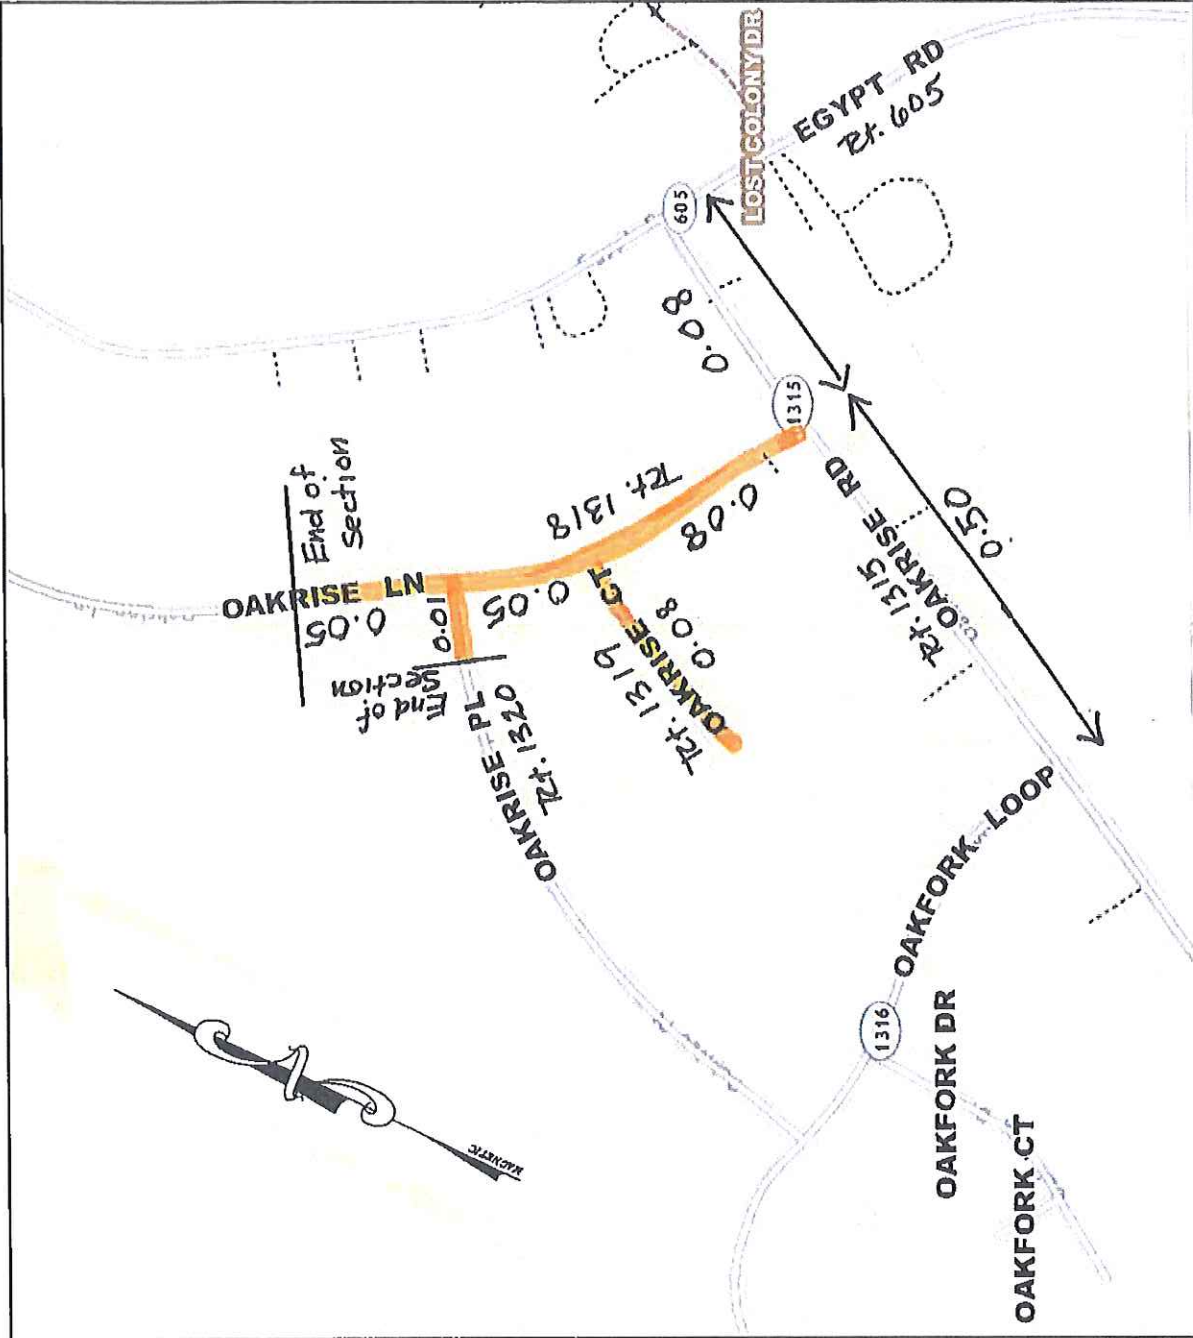 LOST COLONY DR
EGYPT RD
Rt. 605
605
0.08
1315
End of
Section
Rt. 1318
0.08
OAKRISE LN
0.05
0.01
0.05
End of
Section
OAKRISE CT
Rt. 1319
0.08
OAKRISE PL
Rt. 1320
OAKRISE RD
Rt. 1315
OAKRISE RD
0.50
OAKFORK LOOP
1316
OAKFORK DR
OAKFORK CT
MAGNETIC